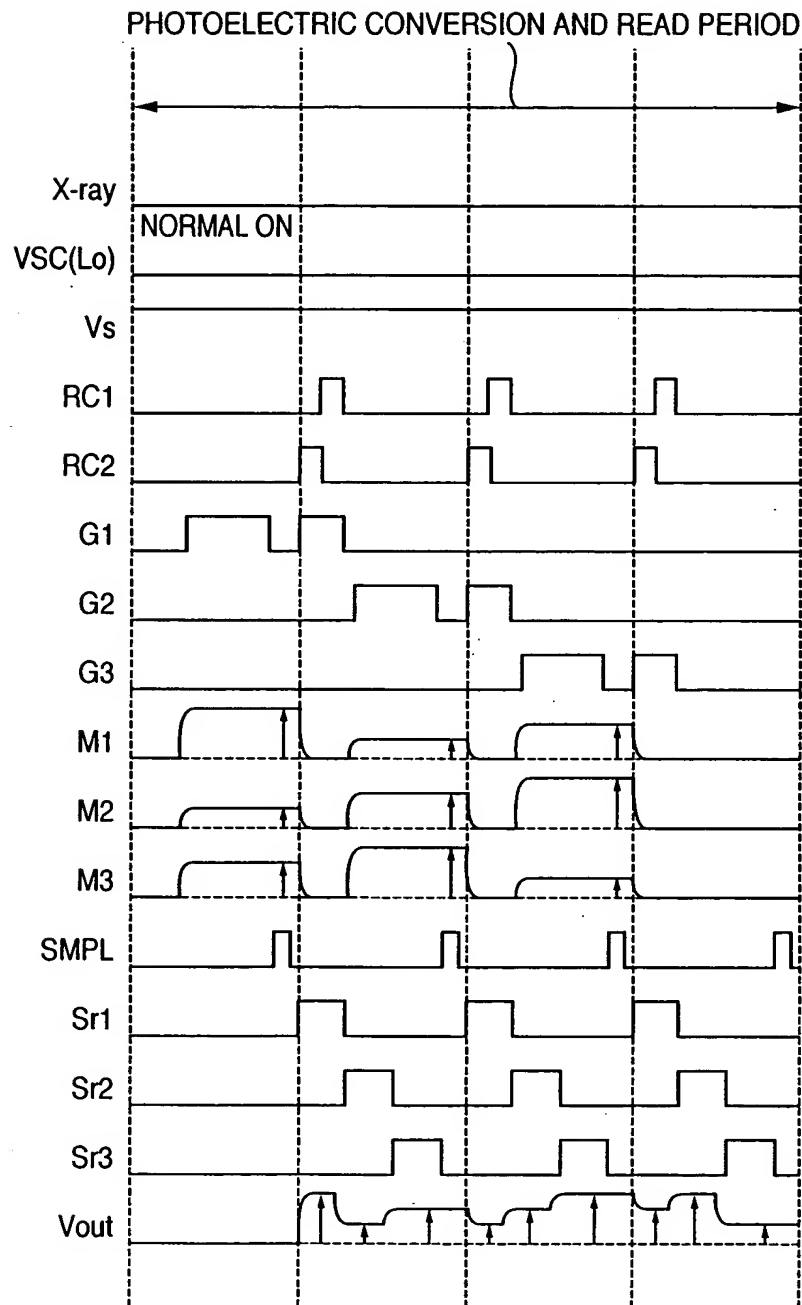 PHOTOELECTRIC CONVERSION AND READ PERIOD
X-ray
NORMAL ON
VSC(Lo)
Vs
RC1
RC2
G1
G2
G3
M1
M2
M3
SMPL
Sr1
Sr2
Sr3
Vout